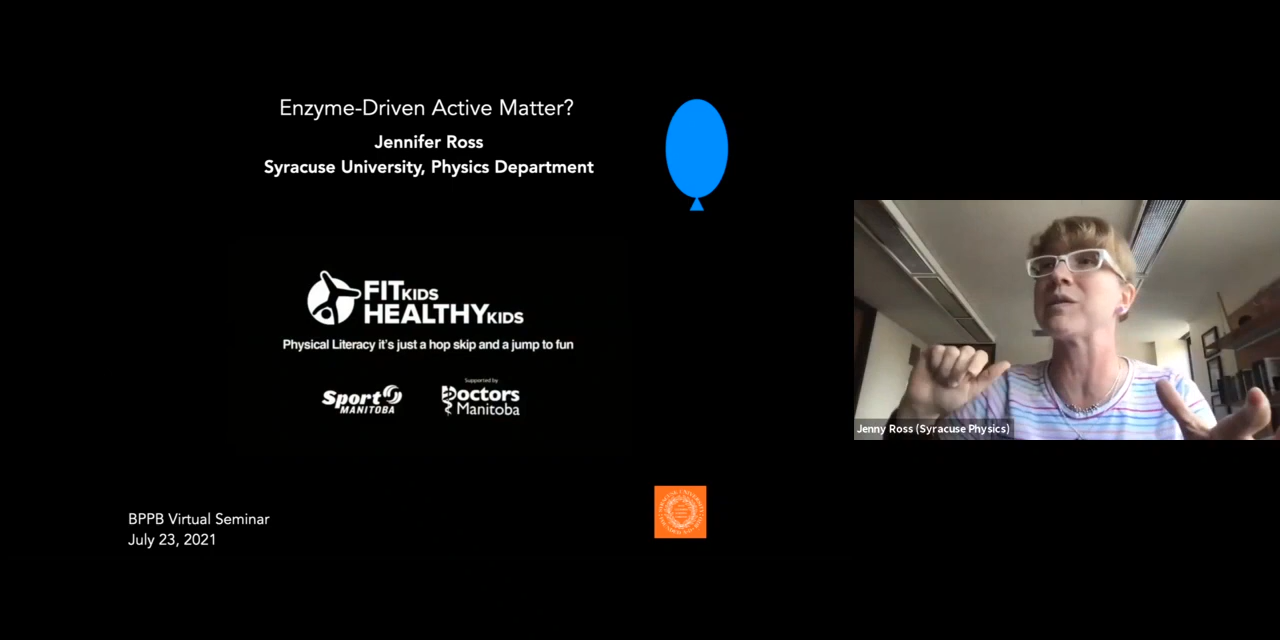 Enzyme-Driven Active Matter?
Jennifer Ross
Syracuse University, Physics Department
FIT KIDS
HEALTHY KIDS
Physical Literacy it's just a hop skip and a jump to fun
Sport
MANITOBA
Supported by
Doctors
Manitoba
Jenny Ross (Syracuse Physics)
BPPB Virtual Seminar
July 23, 2021